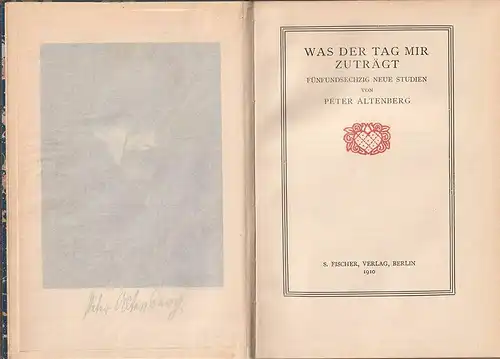 Peter Altenberg.
WAS DER TAG MIR
ZUTRÄGT
FÜNFUNDSECHZIG NEUE STUDIEN
VON
PETER ALTENBERG
S. FISCHER, VERLAG, BERLIN
1910